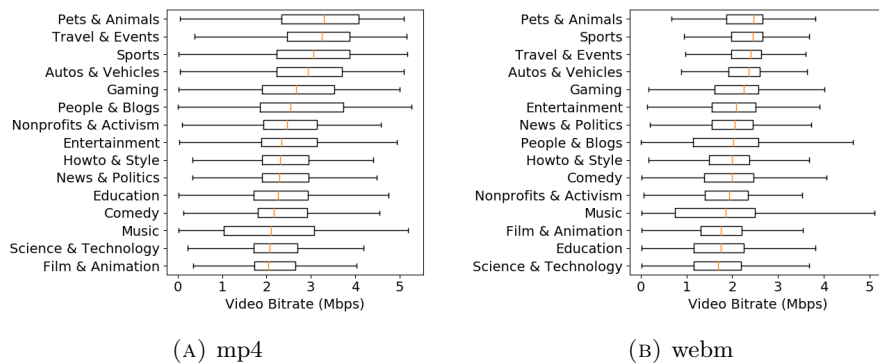 Pets & Animals
Travel & Events
Sports
Autos & Vehicles
Gaming
People & Blogs
Nonprofits & Activism
Entertainment
Howto & Style
News & Politics
Education
Comedy
Music
Science & Technology
Film & Animation
0 1 2 3 4 5
Video Bitrate (Mbps)
(A) mp4
Pets & Animals
Sports
Travel & Events
Autos & Vehicles
Gaming
Entertainment
News & Politics
People & Blogs
Howto & Style
Comedy
Nonprofits & Activism
Music
Film & Animation
Education
Science & Technology
0 1 2 3 4 5
Video Bitrate (Mbps)
(B) webm